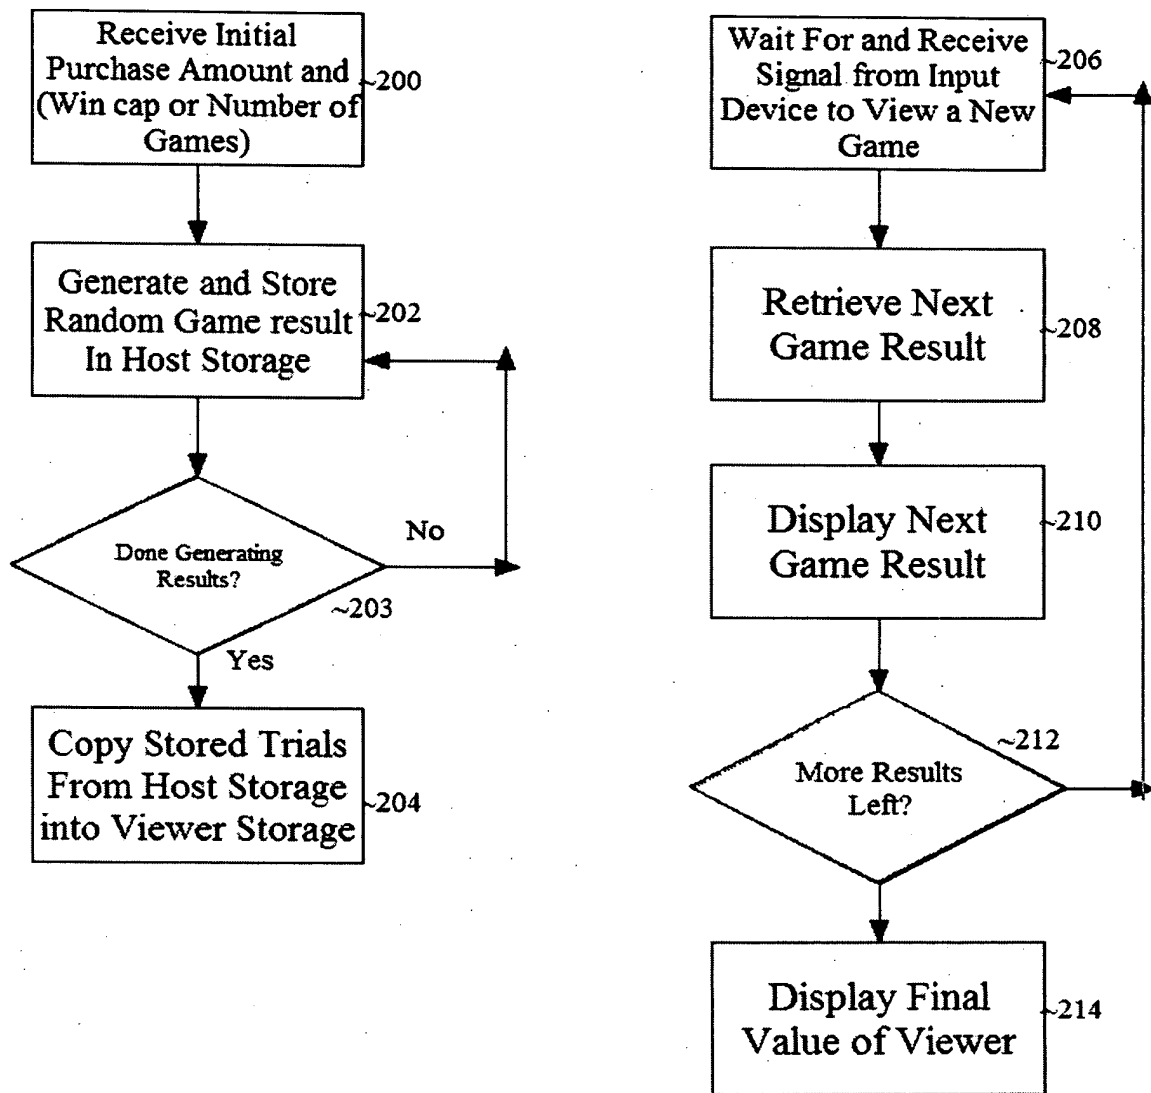 Receive Initial
Purchase Amount and
(Win cap or Number of
Games)
~200
Generate and Store
Random Game result
In Host Storage
~202
Done Generating
Results?
~203
No
Yes
Copy Stored Trials
From Host Storage
into Viewer Storage
~204
Wait For and Receive
Signal from Input
Device to View a New
Game
~206
Retrieve Next
Game Result
~208
Display Next
Game Result
~210
More Results
Left?
~212
Display Final
Value of Viewer
~214